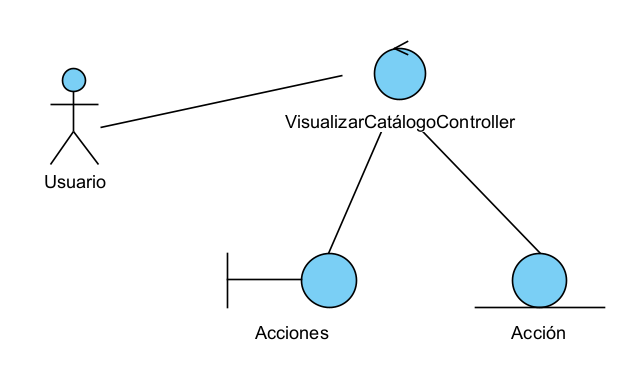 VisualizarCatálogoController
Usuario
Acciones
Acción